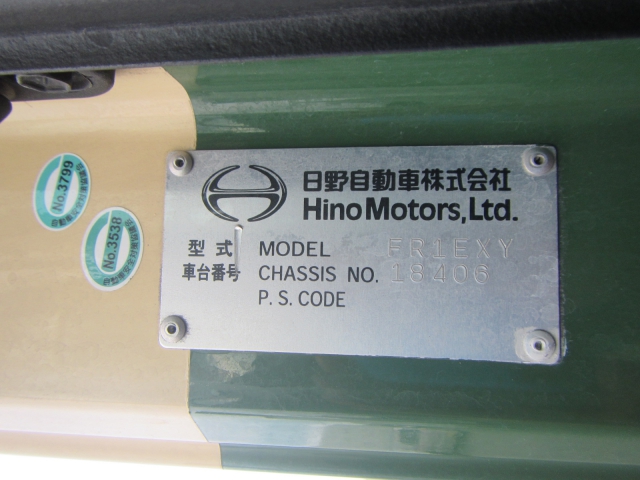 日野自動車株式会社
Hino Motors, Ltd.
型式 MODEL FR1EXY
車台番号 CHASSIS NO. 18406
P.S.CODE
No.3799
No.3538